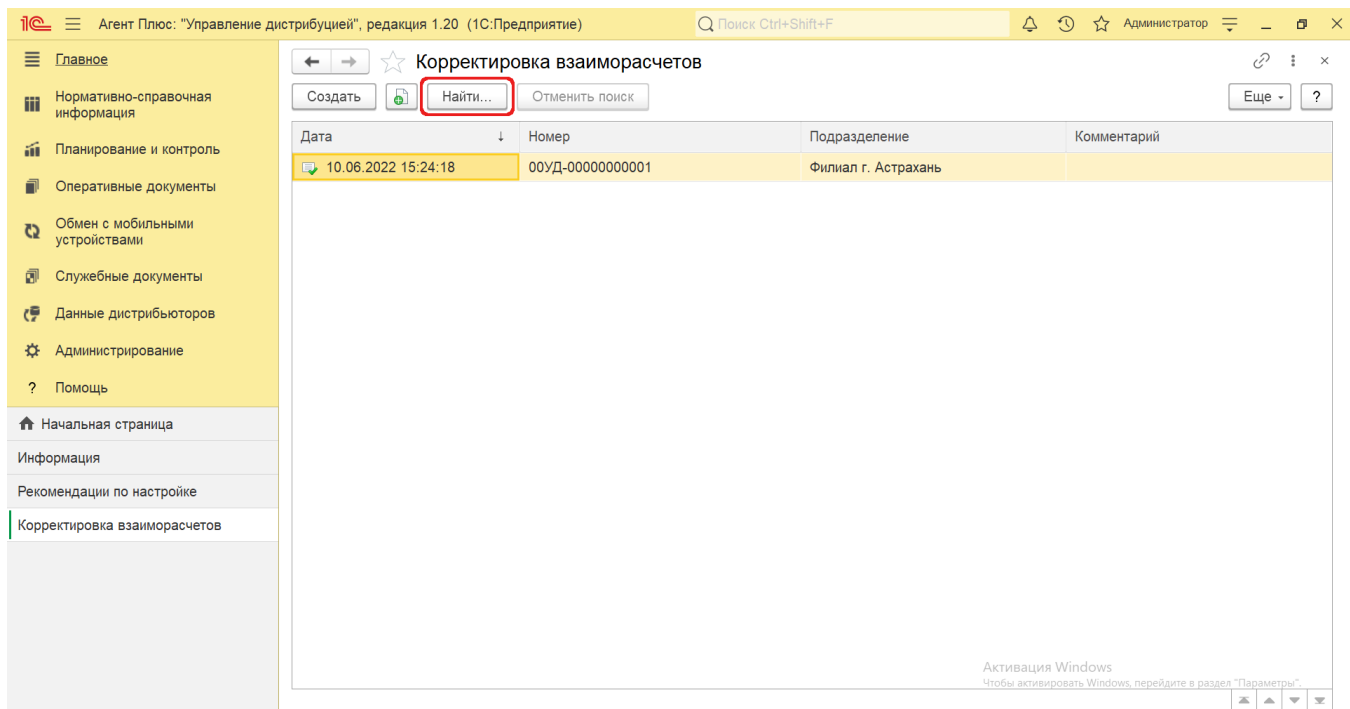 1С Агент Плюс: "Управление дистрибуцией", редакция 1.20 (1С:Предприятие) Поиск Ctrl+Shift+F Администратор
Главное
Нормативно-справочная
информация
Планирование и контроль
Оперативные документы
Обмен с мобильными
устройствами
Служебные документы
Данные дистрибьюторов
Администрирование
? Помощь
Начальная страница
Информация
Рекомендации по настройке
Корректировка взаиморасчетов
Корректировка взаиморасчетов
Создать Найти... Отменить поиск Еще ?
Дата ↓ Номер Подразделение Комментарий
10.06.2022 15:24:18 00УД-00000000001 Филиал г. Астрахань
Активация Windows
Чтобы активировать Windows, перейдите в раздел "Параметры".